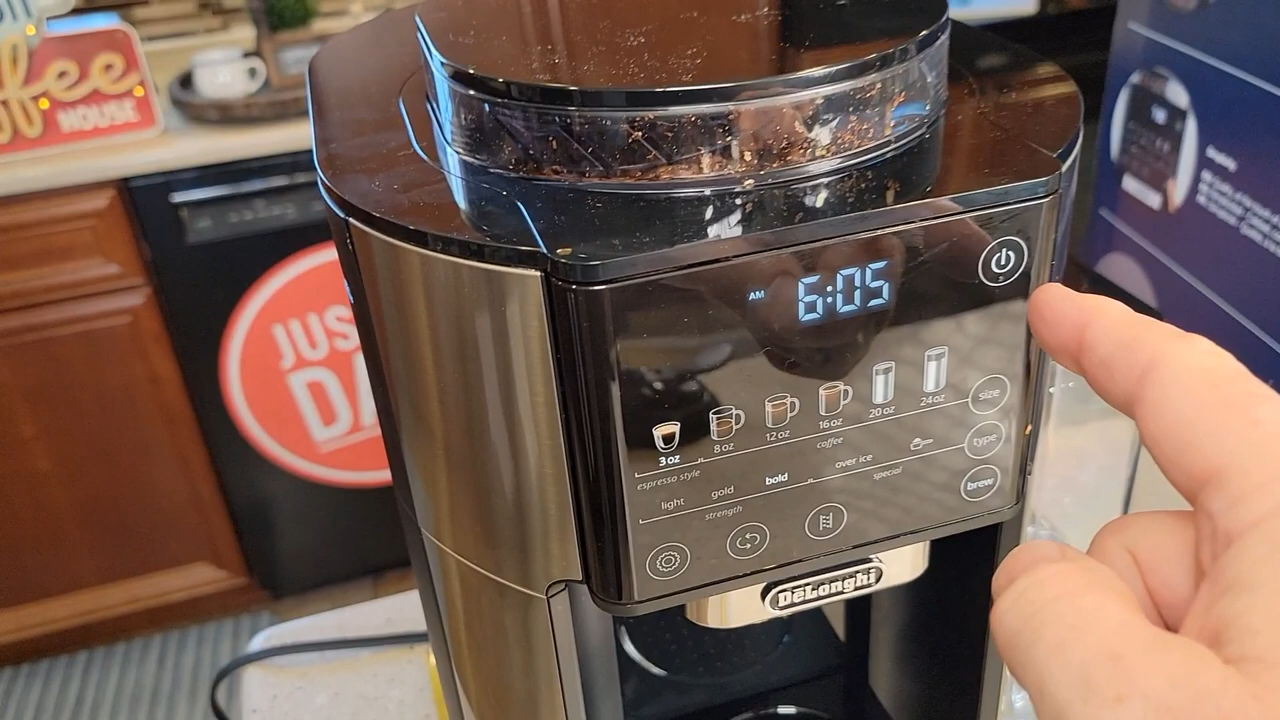 ffee
HOUSE
JUS
DA
AM 6:05
3 oz 8 oz 12 oz 16 oz 20 oz 24 oz size
espresso style coffee
light gold bold over ice type
strength special
brew
DeLonghi